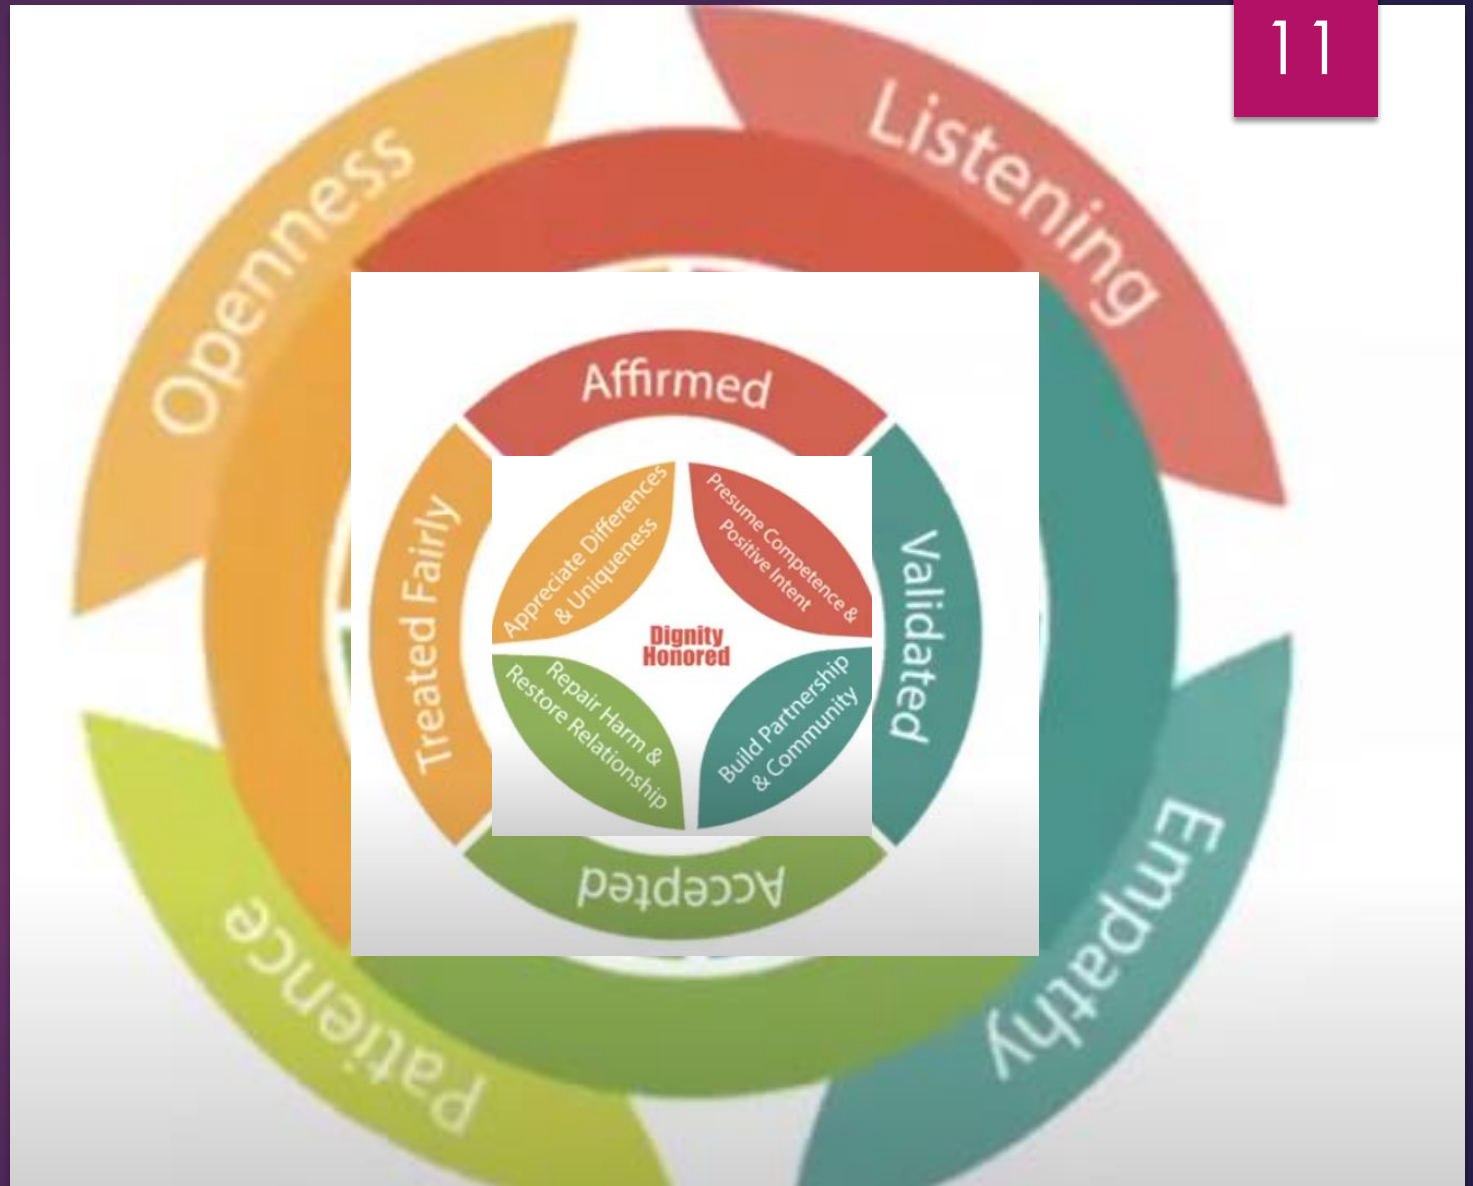 11
Openness
Listening
Affirmed
Treated Fairly
Validated
Appreciate Differences
& Uniqueness
Presume Competence &
Positive Intent
Dignity
Honored
Repair Harm &
Restore Relationship
Build Partnership
& Community
Accepted
Patience
Empathy